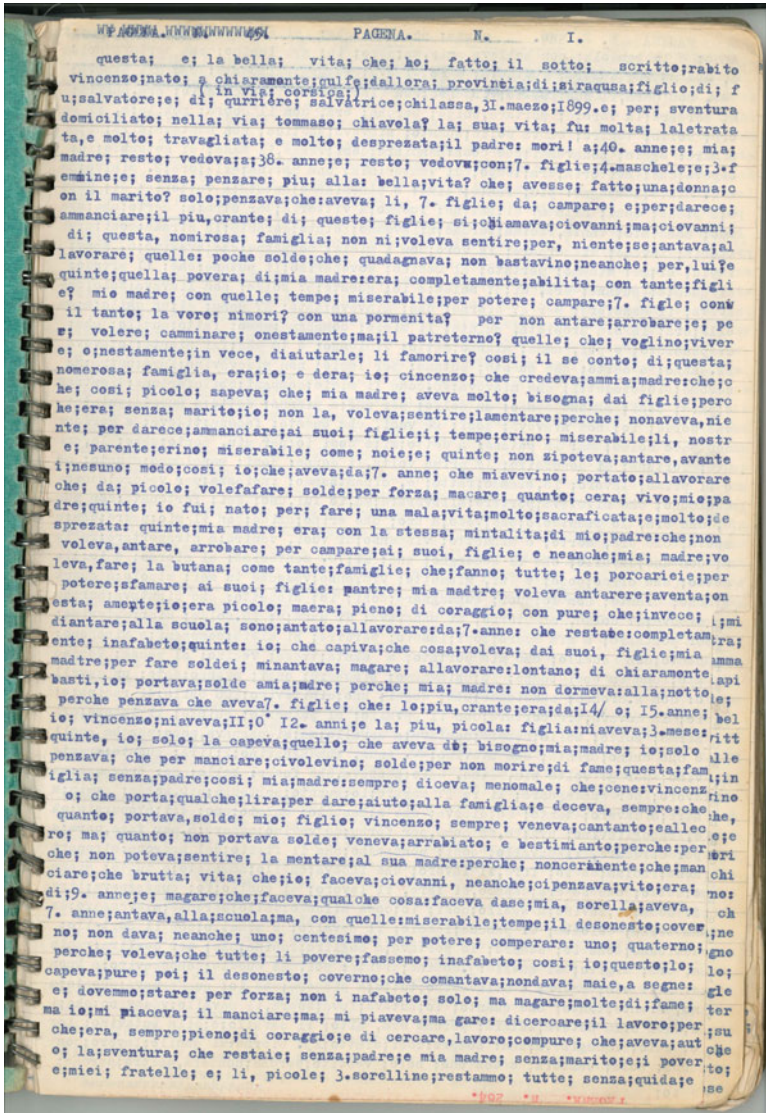 PAGENA. N. I.
questa; e; la bella; vita; che; ho; fatto; il sotto; scritto;rabito
vincenzo;nato; a chiaramonte;gulfe;dallora; provincia;di;siraqusa;figlio;di; f
( in via; corsica;)
u;salvatore;e; di; qurriere; salvatrice;chilassa,31.maezo;1899.e; per; sventura
domiciliato; nella; via; tommaso; chiavola? la; sua; vita; fu: molta; laletrata
ta,e molto; travagliata; e molto; desprezata;il padre: mori! a;40. anne;e; mia;
madre; resto; vedova;a;38. anne;e; resto; vedova;con;7. figlie;4.maschele;e;3.f
emmine;e; senza; penzare; piu; alla: bella;vita? che; avesse; fatto;una;donna;c
on il marito? solo;penzava;che:aveva; li, 7. figlie; da; campare; e;per;darece;
ammanciare;il piu,crante; di; queste; figlie; si;chiamava;ciovanni;ma;ciovanni;
di; questa, nomirosa; famiglia; non ni;voleva sentire;per, niente;se;antava;al
lavorare; quelle: poche solde;che; quadagnava; non bastavino;neanche; per,lui?e
quinte;quella; povera; di;mia madre:era; completamente;abilita; con tante;figli
e? mio madre; con quelle; tempe; miserabile;per potere; campare;7. figle; con
il tanto; la voro; nimori? con una pormenita? per non antare;arrobare;e; pe
r; volere; camminare; onestamente;ma;il patreterno? quelle; che; voglino;viver
e; o;nestamente;in vece, diaiutarle; li famorire? cosi; il se conto; di;questa;
nomerosa; famiglia, era;io; e dera; io; cincenzo; che credeva;ammia;madre:che;c
he; cosi; picolo; sapeva; che; mia madre; aveva molto; bisogna; dai figlie;perc
he;era; senza; marito;io; non la, voleva;sentire;lamentare;perche; nonaveva,nie
nte; per darece;ammanciare;ai suoi; figlie;i; tempe;erino; miserabile;li, nostr
e; parente;erino; miserabile; come; noie;e; quinte; non zipoteva;antare,avante
i;nesuno; modo;cosi; io;che;aveva;da;7. anne; che miavevino; portato;allavorare
che; da; picolo; volefafare; solde;per forza; macare; quanto; cera; vivo;mio;pa
dre;quinte; io fui; nato; per; fare; una mala;vita;molto;sacraficata;e;molto;de
sprezata: quinte;mia madre; era; con la stessa; mintalita;di mio;padre:che;non
voleva,antare, arrobare; per campare;ai; suoi, figlie; e neanche;mia; madre;vo
leva,fare; la butana; come tante;famiglie; che;fanno; tutte; le; porcarieie;per
potere;sfamare; ai suoi; figlie: mantre; mia madtre; voleva antarere;aventa;on
esta; amente;io;era picolo; maera; pieno; di coraggio; con pure; che;invece;
diantare;alla scuola; sono;antato;allavorare:da;7.anne: che restabe:completam
ente; inafabeto;quinte: io; che capiva;che cosa;voleva; dai suoi, figlie;mia
madtre;per fare soldei; minantava; magare; allavorare:lontano; di chiaramonte
basti,io; portava;solde amia;mdre; perche; mia; madre: non dormeva:alla;notto
perche penzava che aveva7. figlie; che: lo;piu,crante;era;da;I4/ o; I5.anne;
io; vincenzo;niaveva;II;0° I2. anni;e la; piu, picola: figlia:niaveva;3.mese:
quinte, io; solo; la capeva;quello; che aveva di; bisogno;mia;madre; io;solo
penzava; che per manciare;civolevino; solde;per non morire;di fame;questa;fam
iglia; senza;padre;cosi; mia;madre:sempre; diceva; menomale; che;cene:vincenz
o; che porta;qualche;lira;per dare;aiuto;alla famiglia;e deceva, sempre:che
quanto; portava,solde; mio; figlio; vincenzo; sempre; veneva;cantanto;eallec
ro; ma; quanto; non portava solde; veneva;arrabiato; e bestimianto;perche:per
che; non poteva;sentire; la mentare;al sua madre:perche; noncerniente;che;man
ciare;che brutta; vita; che;io; faceva;ciovanni, neanche;cipenzava;vito;era;
di;9. anne;e; magare;che;faceva;qualche cosa:faceva dase;mia, sorella;aveva,
7. anne;antava,alla;scuola;ma, con quelle:miserabile;tempe;il desonesto;cover
no; non dava; neanche; uno; centesimo; per potere; comperare: uno; quaterno;
perche; voleva;che tutte; li povere;fassemo; inafabeto; cosi; io;questo;lo;
capeva;pure; poi; il desonesto; coverno;che comantava;nondava; maie,a segne:
e; dovemmo;stare: per forza; non i nafabeto; solo; ma magare;molte;di;fame;
ma io;mi piaceva; il manciare;ma; mi piaveva;ma gare: dicercare;il lavoro;per
che;era, sempre;pieno;di coraggio;e di cercare,lavoro;compure; che;aveva;aut
o; la;sventura; che restaie; senza;padre;e mia madre; senza;marito;e;i pover
e;miei; fratelle; e; li, picole; 3.sorelline;restammo; tutte; senza;quida;e